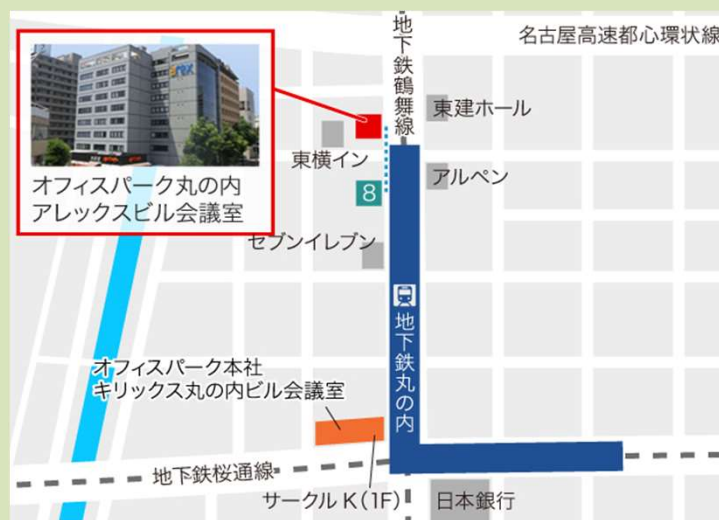 名古屋高速都心環状線
地下鉄鶴舞線
東建ホール
東横イン
アルペン
オフィスパーク丸の内
アレックスビル会議室
8
セブンイレブン
地下鉄丸の内
オフィスパーク本社
キリックス丸の内ビル会議室
地下鉄桜通線
サークルK(1F)
日本銀行